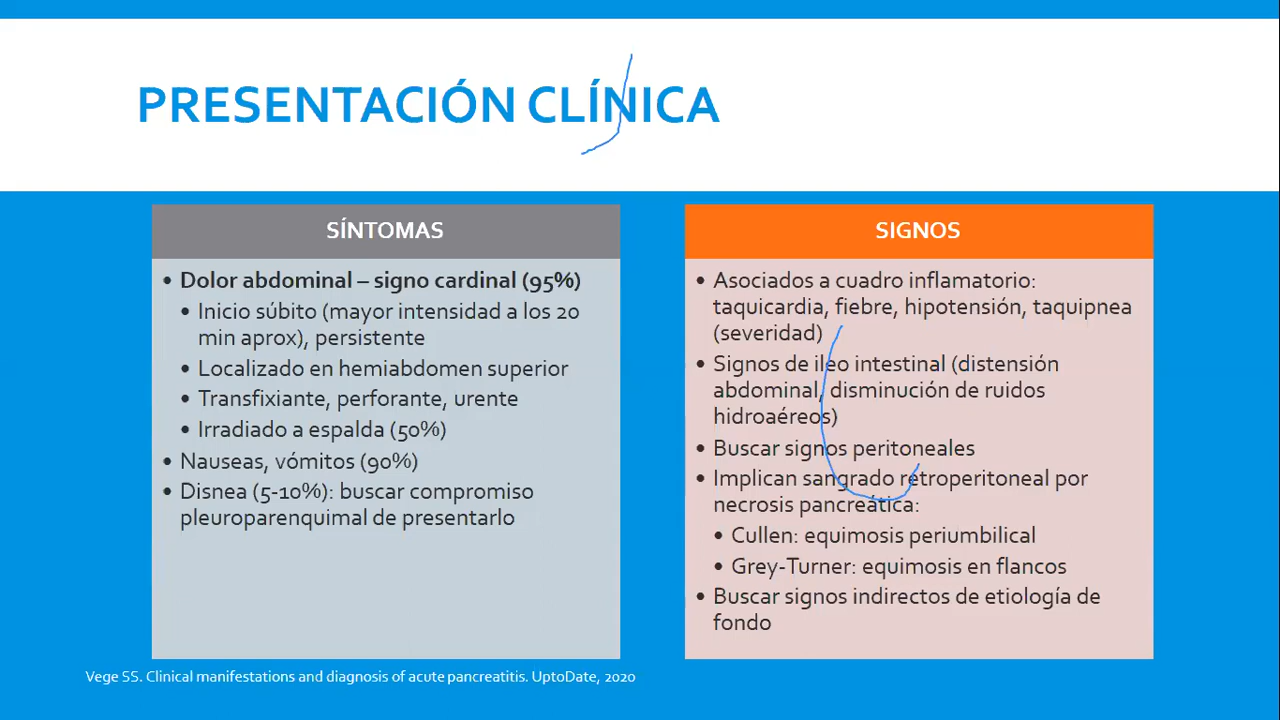 PRESENTACIÓN CLÍNICA
SÍNTOMAS
• Dolor abdominal – signo cardinal (95%)
• Inicio súbito (mayor intensidad a los 20
min aprox), persistente
• Localizado en hemiabdomen superior
• Transfixiante, perforante, urente
• Irradiado a espalda (50%)
• Nauseas, vómitos (90%)
• Disnea (5-10%): buscar compromiso
pleuroparenquimal de presentarlo
SIGNOS
• Asociados a cuadro inflamatorio:
taquicardia, fiebre, hipotensión, taquipnea
(severidad)
• Signos de ileo intestinal (distensión
abdominal, disminución de ruidos
hidroaéreos)
• Buscar signos peritoneales
• Implican sangrado retroperitoneal por
necrosis pancreática:
• Cullen: equimosis periumbilical
• Grey-Turner: equimosis en flancos
• Buscar signos indirectos de etiología de
fondo
Vege SS. Clinical manifestations and diagnosis of acute pancreatitis. UptoDate, 2020